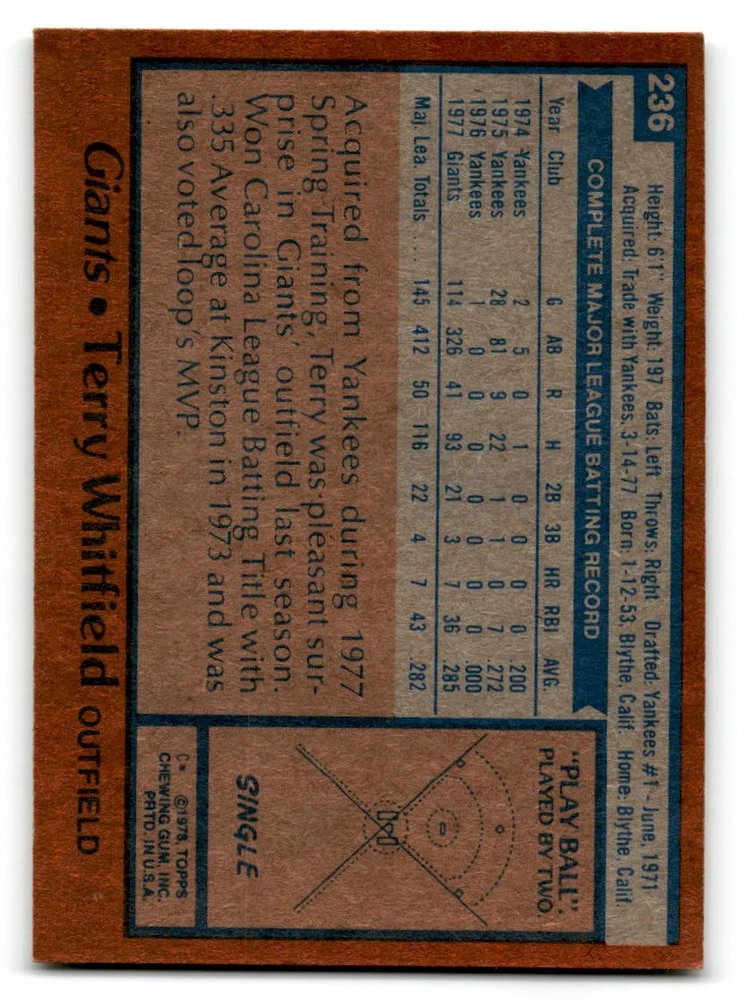 236
Height: 6'1" Weight: 197 Bats: Left Throws: Right Drafted: Yankees #1 - June, 1971
Acquired: Trade with Yankees, 3-14-77 Born: 1-12-53, Blythe, Calif. Home: Blythe, Calif.
COMPLETE MAJOR LEAGUE BATTING RECORD
Year Club G AB R H 2B 3B HR RBI AVG.
1974 Yankees 2 5 0 1 0 0 0 0 .200
1975 Yankees 28 81 9 22 1 1 0 7 .272
1976 Yankees 1 0 0 0 0 0 0 0 .000
1977 Giants 114 326 41 93 21 3 7 36 .285
Maj. Lea. Totals . . . . 145 412 50 116 22 4 7 43 .282
Acquired from Yankees during 1977
Spring Training, Terry was pleasant sur-
prise in Giants' outfield last season.
Won Carolina League Batting Title with
.335 Average at Kinston in 1973 and was
also voted loop's MVP.
"PLAY BALL"
PLAYED BY TWO
SINGLE
C* ©1978, TOPPS
CHEWING GUM, INC.
PRTD. IN U.S.A.
Giants • Terry Whitfield OUTFIELD